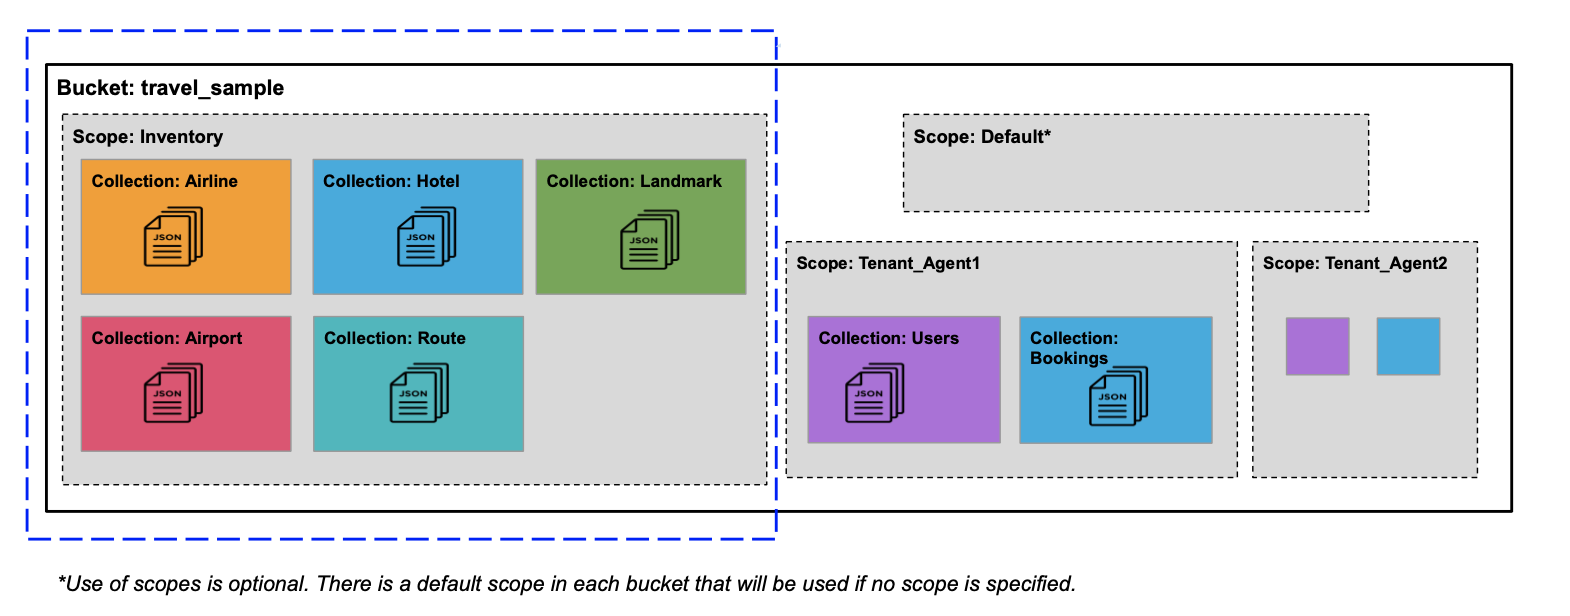 Bucket: travel_sample
Scope: Inventory
Collection: Airline
JSON
Collection: Hotel
JSON
Collection: Landmark
JSON
Collection: Airport
JSON
Collection: Route
JSON
Scope: Default*
Scope: Tenant_Agent1
Collection: Users
JSON
Collection:
Bookings
JSON
Scope: Tenant_Agent2
*Use of scopes is optional. There is a default scope in each bucket that will be used if no scope is specified.